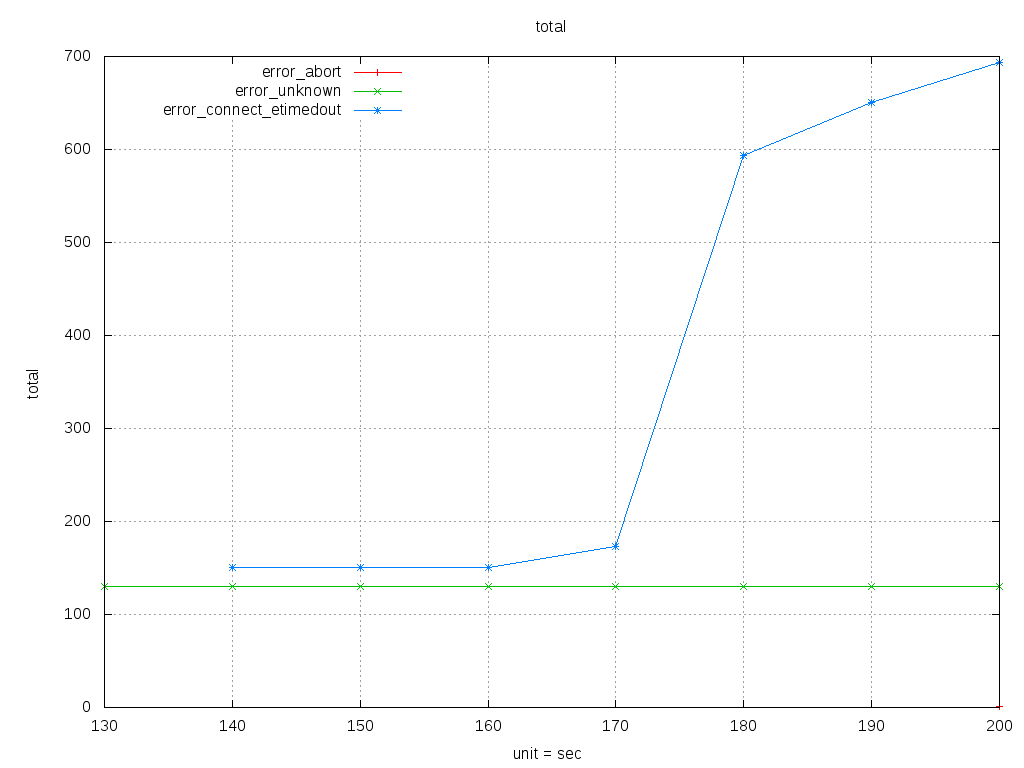 total
700
600
500
400
300
200
100
0
error_abort
error_unknown
error_connect_etimedout
total
130 140 150 160 170 180 190 200
unit = sec